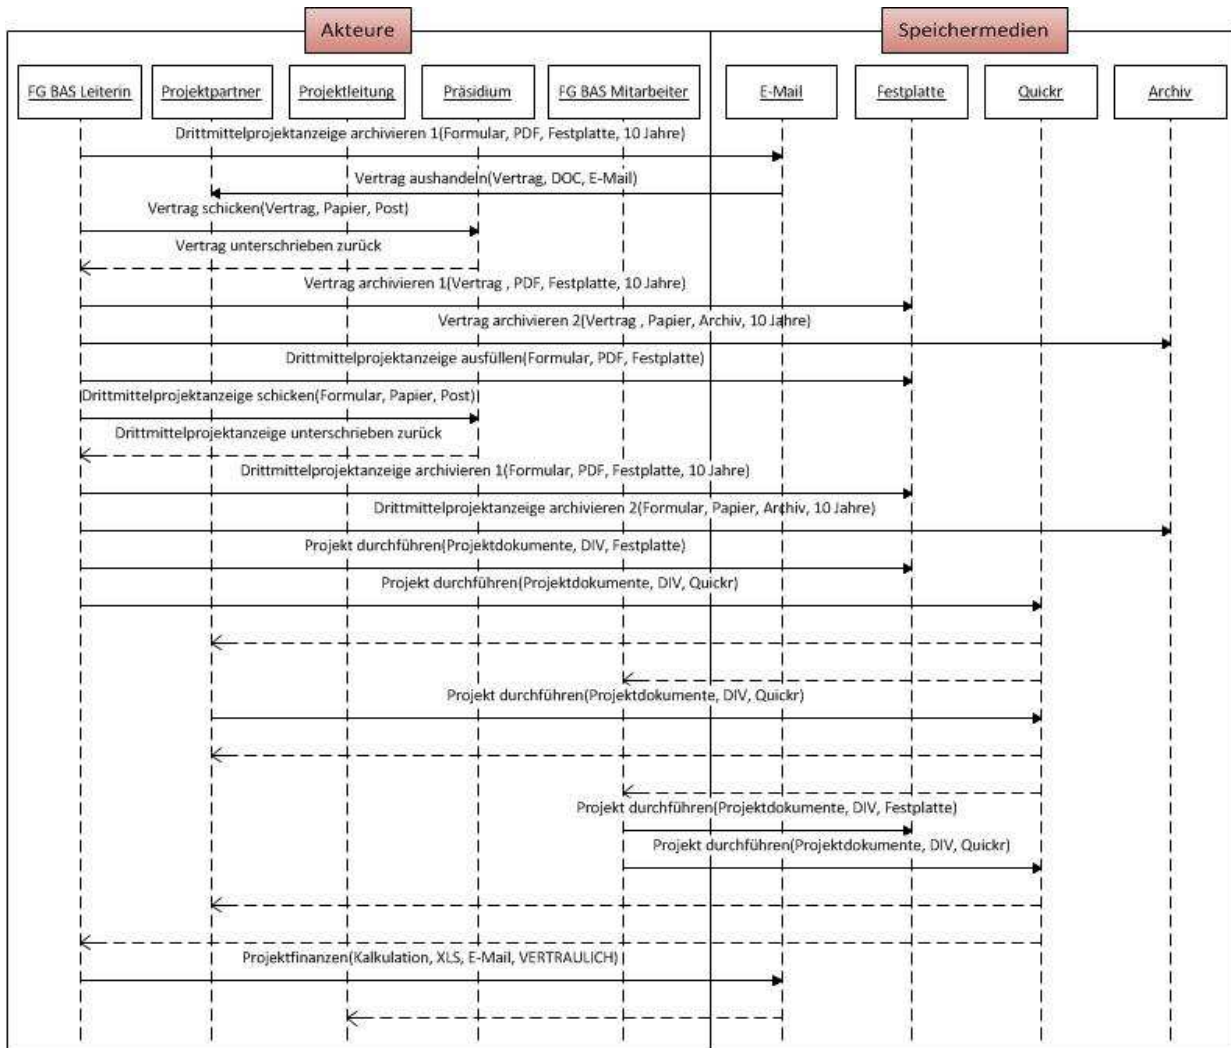 Akteure
Speichermedien
FG BAS Leiterin
Projektpartner
Projektleitung
Präsidium
FG BAS Mitarbeiter
E-Mail
Festplatte
Quickr
Archiv
Drittmittelprojektanzeige archivieren 1(Formular, PDF, Festplatte, 10 Jahre)
Vertrag aushandeln(Vertrag, DOC, E-Mail)
Vertrag schicken(Vertrag, Papier, Post)
Vertrag unterschrieben zurück
Vertrag archivieren 1(Vertrag , PDF, Festplatte, 10 Jahre)
Vertrag archivieren 2(Vertrag , Papier, Archiv, 10 Jahre)
Drittmittelprojektanzeige ausfüllen(Formular, PDF, Festplatte)
Drittmittelprojektanzeige schicken(Formular, Papier, Post)
Drittmittelprojektanzeige unterschrieben zurück
Drittmittelprojektanzeige archivieren 1(Formular, PDF, Festplatte, 10 Jahre)
Drittmittelprojektanzeige archivieren 2(Formular, Papier, Archiv, 10 Jahre)
Projekt durchführen(Projektdokumente, DIV, Festplatte)
Projekt durchführen(Projektdokumente, DIV, Quickr)
Projekt durchführen(Projektdokumente, DIV, Quickr)
Projekt durchführen(Projektdokumente, DIV, Festplatte)
Projekt durchführen(Projektdokumente, DIV, Quickr)
Projektfinanzen(Kalkulation, XLS, E-Mail, VERTRAULICH)